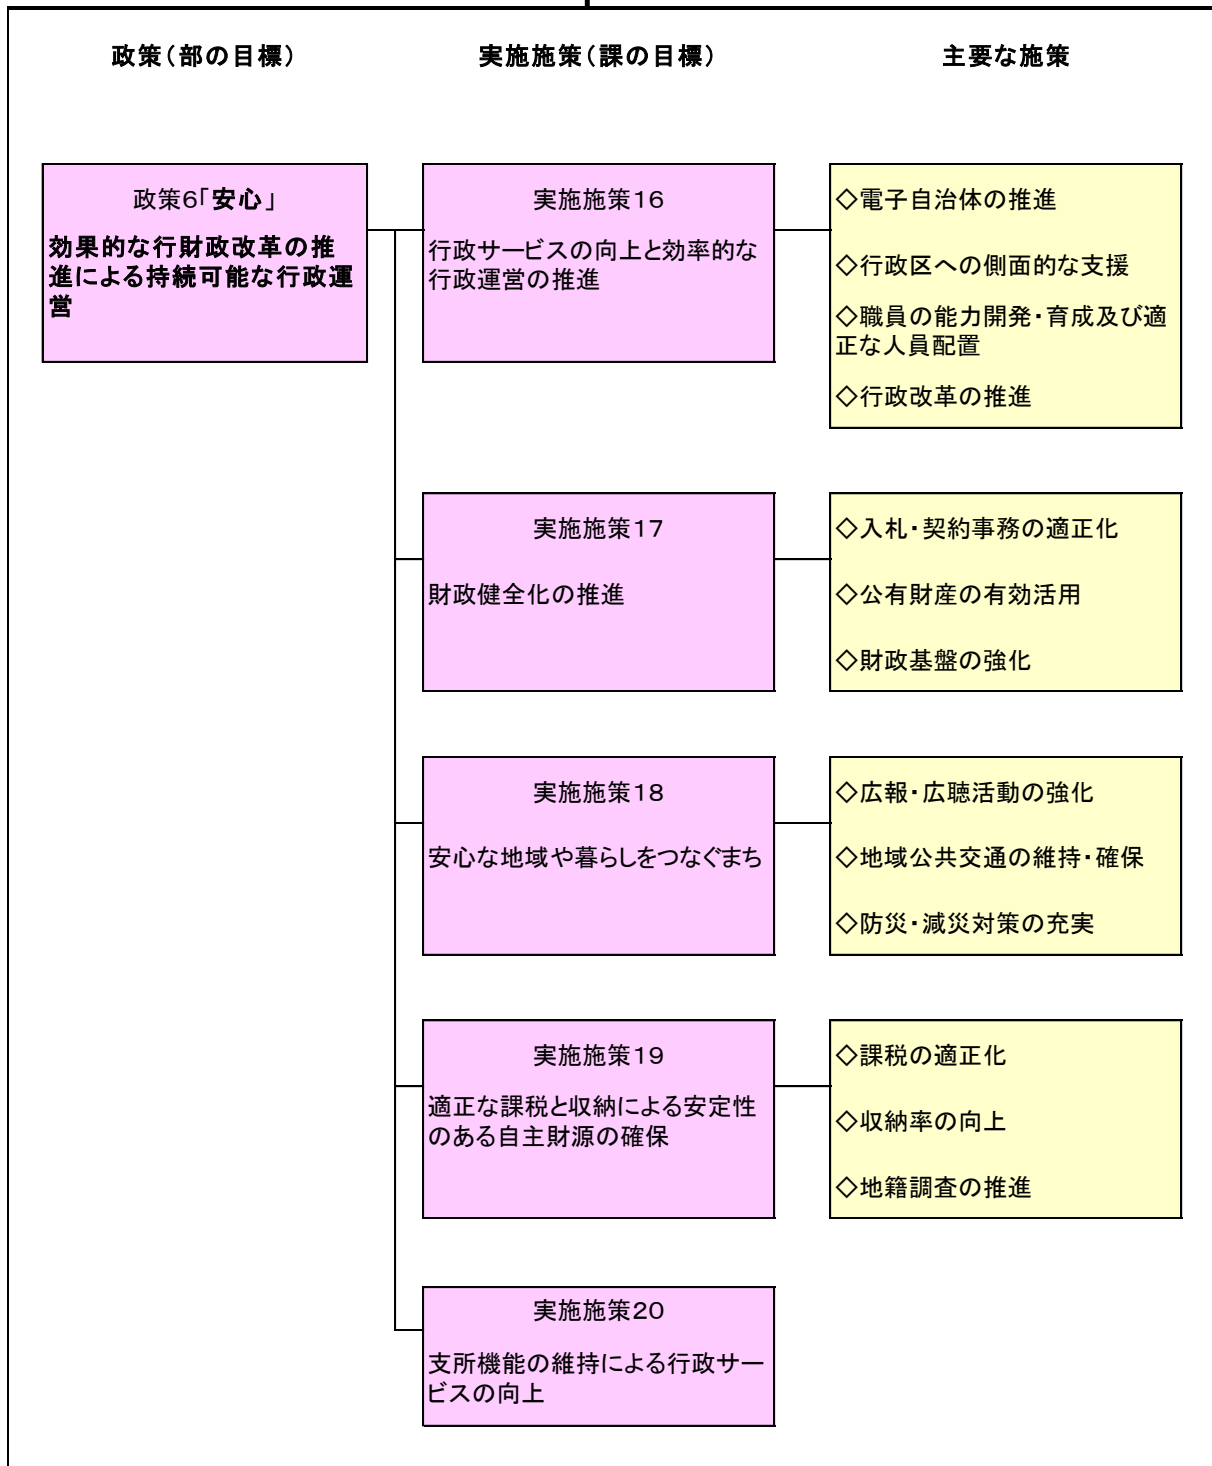 政策(部の目標)
実施施策(課の目標)
主要な施策
政策6「安心」
効果的な行財政改革の推
進による持続可能な行政運
営
実施施策16
行政サービスの向上と効率的な
行政運営の推進
◇電子自治体の推進
◇行政区への側面的な支援
◇職員の能力開発・育成及び適
正な人員配置
◇行政改革の推進
実施施策17
財政健全化の推進
◇入札・契約事務の適正化
◇公有財産の有効活用
◇財政基盤の強化
実施施策18
安心な地域や暮らしをつなぐまち
◇広報・広聴活動の強化
◇地域公共交通の維持・確保
◇防災・減災対策の充実
実施施策19
適正な課税と収納による安定性
のある自主財源の確保
◇課税の適正化
◇収納率の向上
◇地籍調査の推進
実施施策20
支所機能の維持による行政サー
ビスの向上